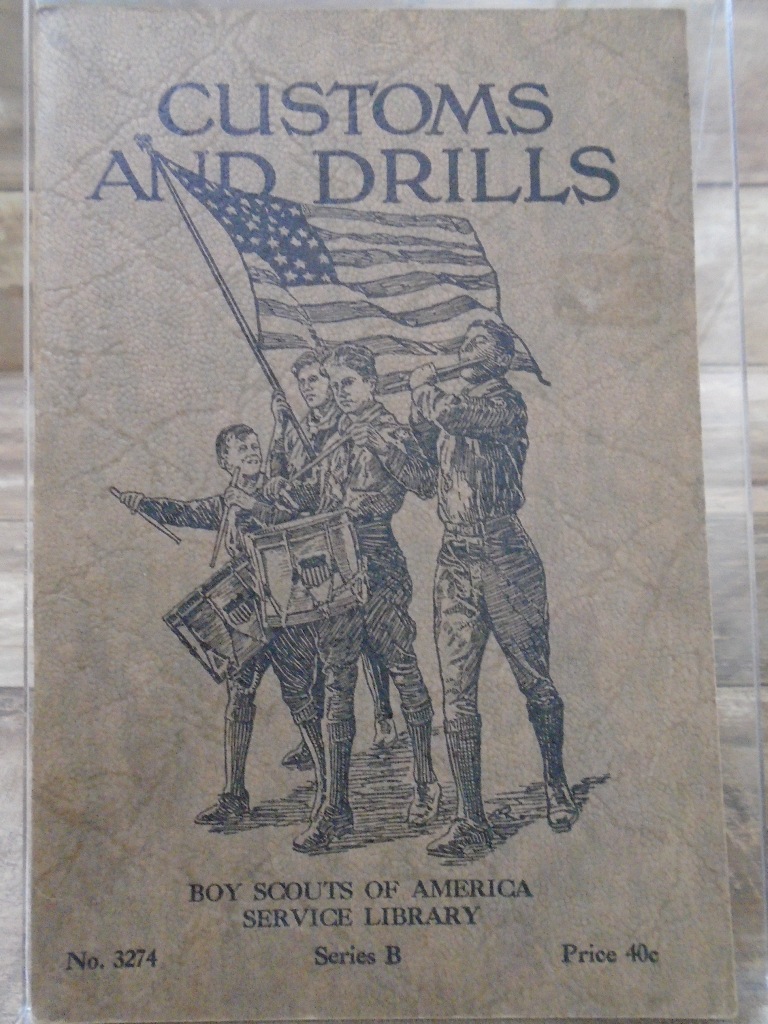 CUSTOMS
AND DRILLS
BOY SCOUTS OF AMERICA
SERVICE LIBRARY
No. 3274 Series B Price 40c